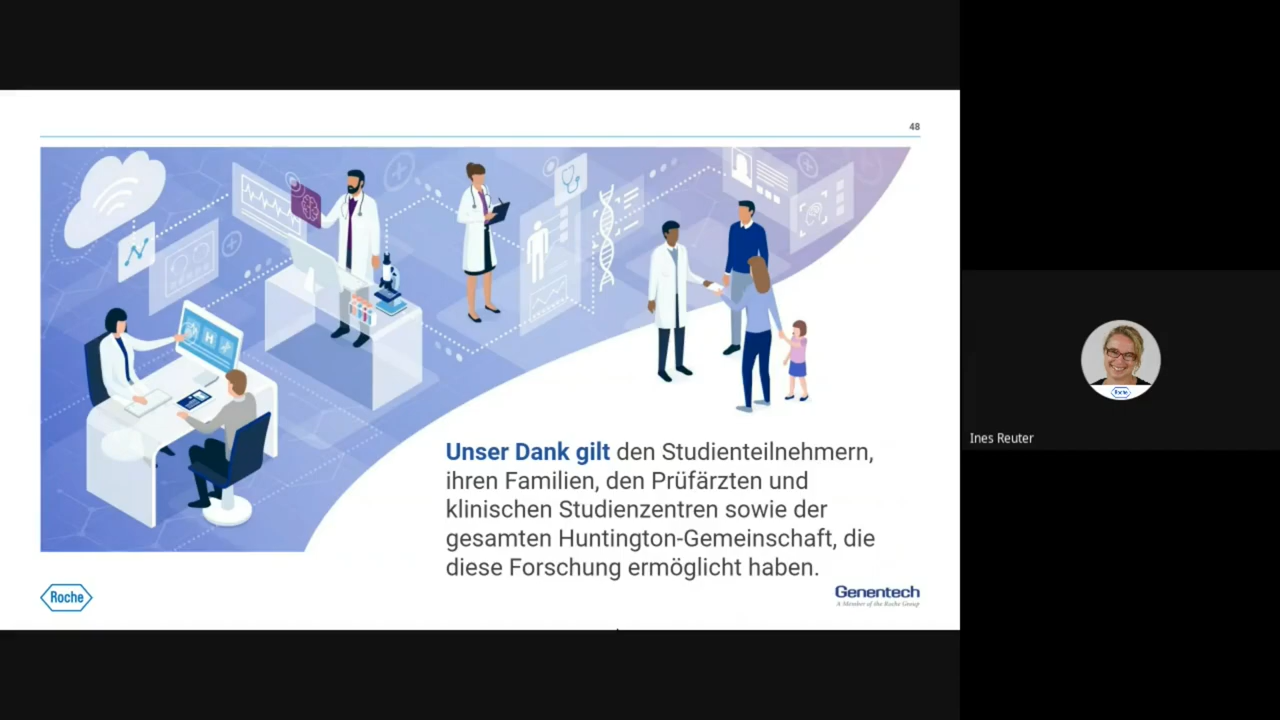 48
H
Unser Dank gilt den Studienteilnehmern,
ihren Familien, den Prüfärzten und
klinischen Studienzentren sowie der
gesamten Huntington-Gemeinschaft, die
diese Forschung ermöglicht haben.
Roche
Genentech
A Member of the Roche Group
Roche
Ines Reuter